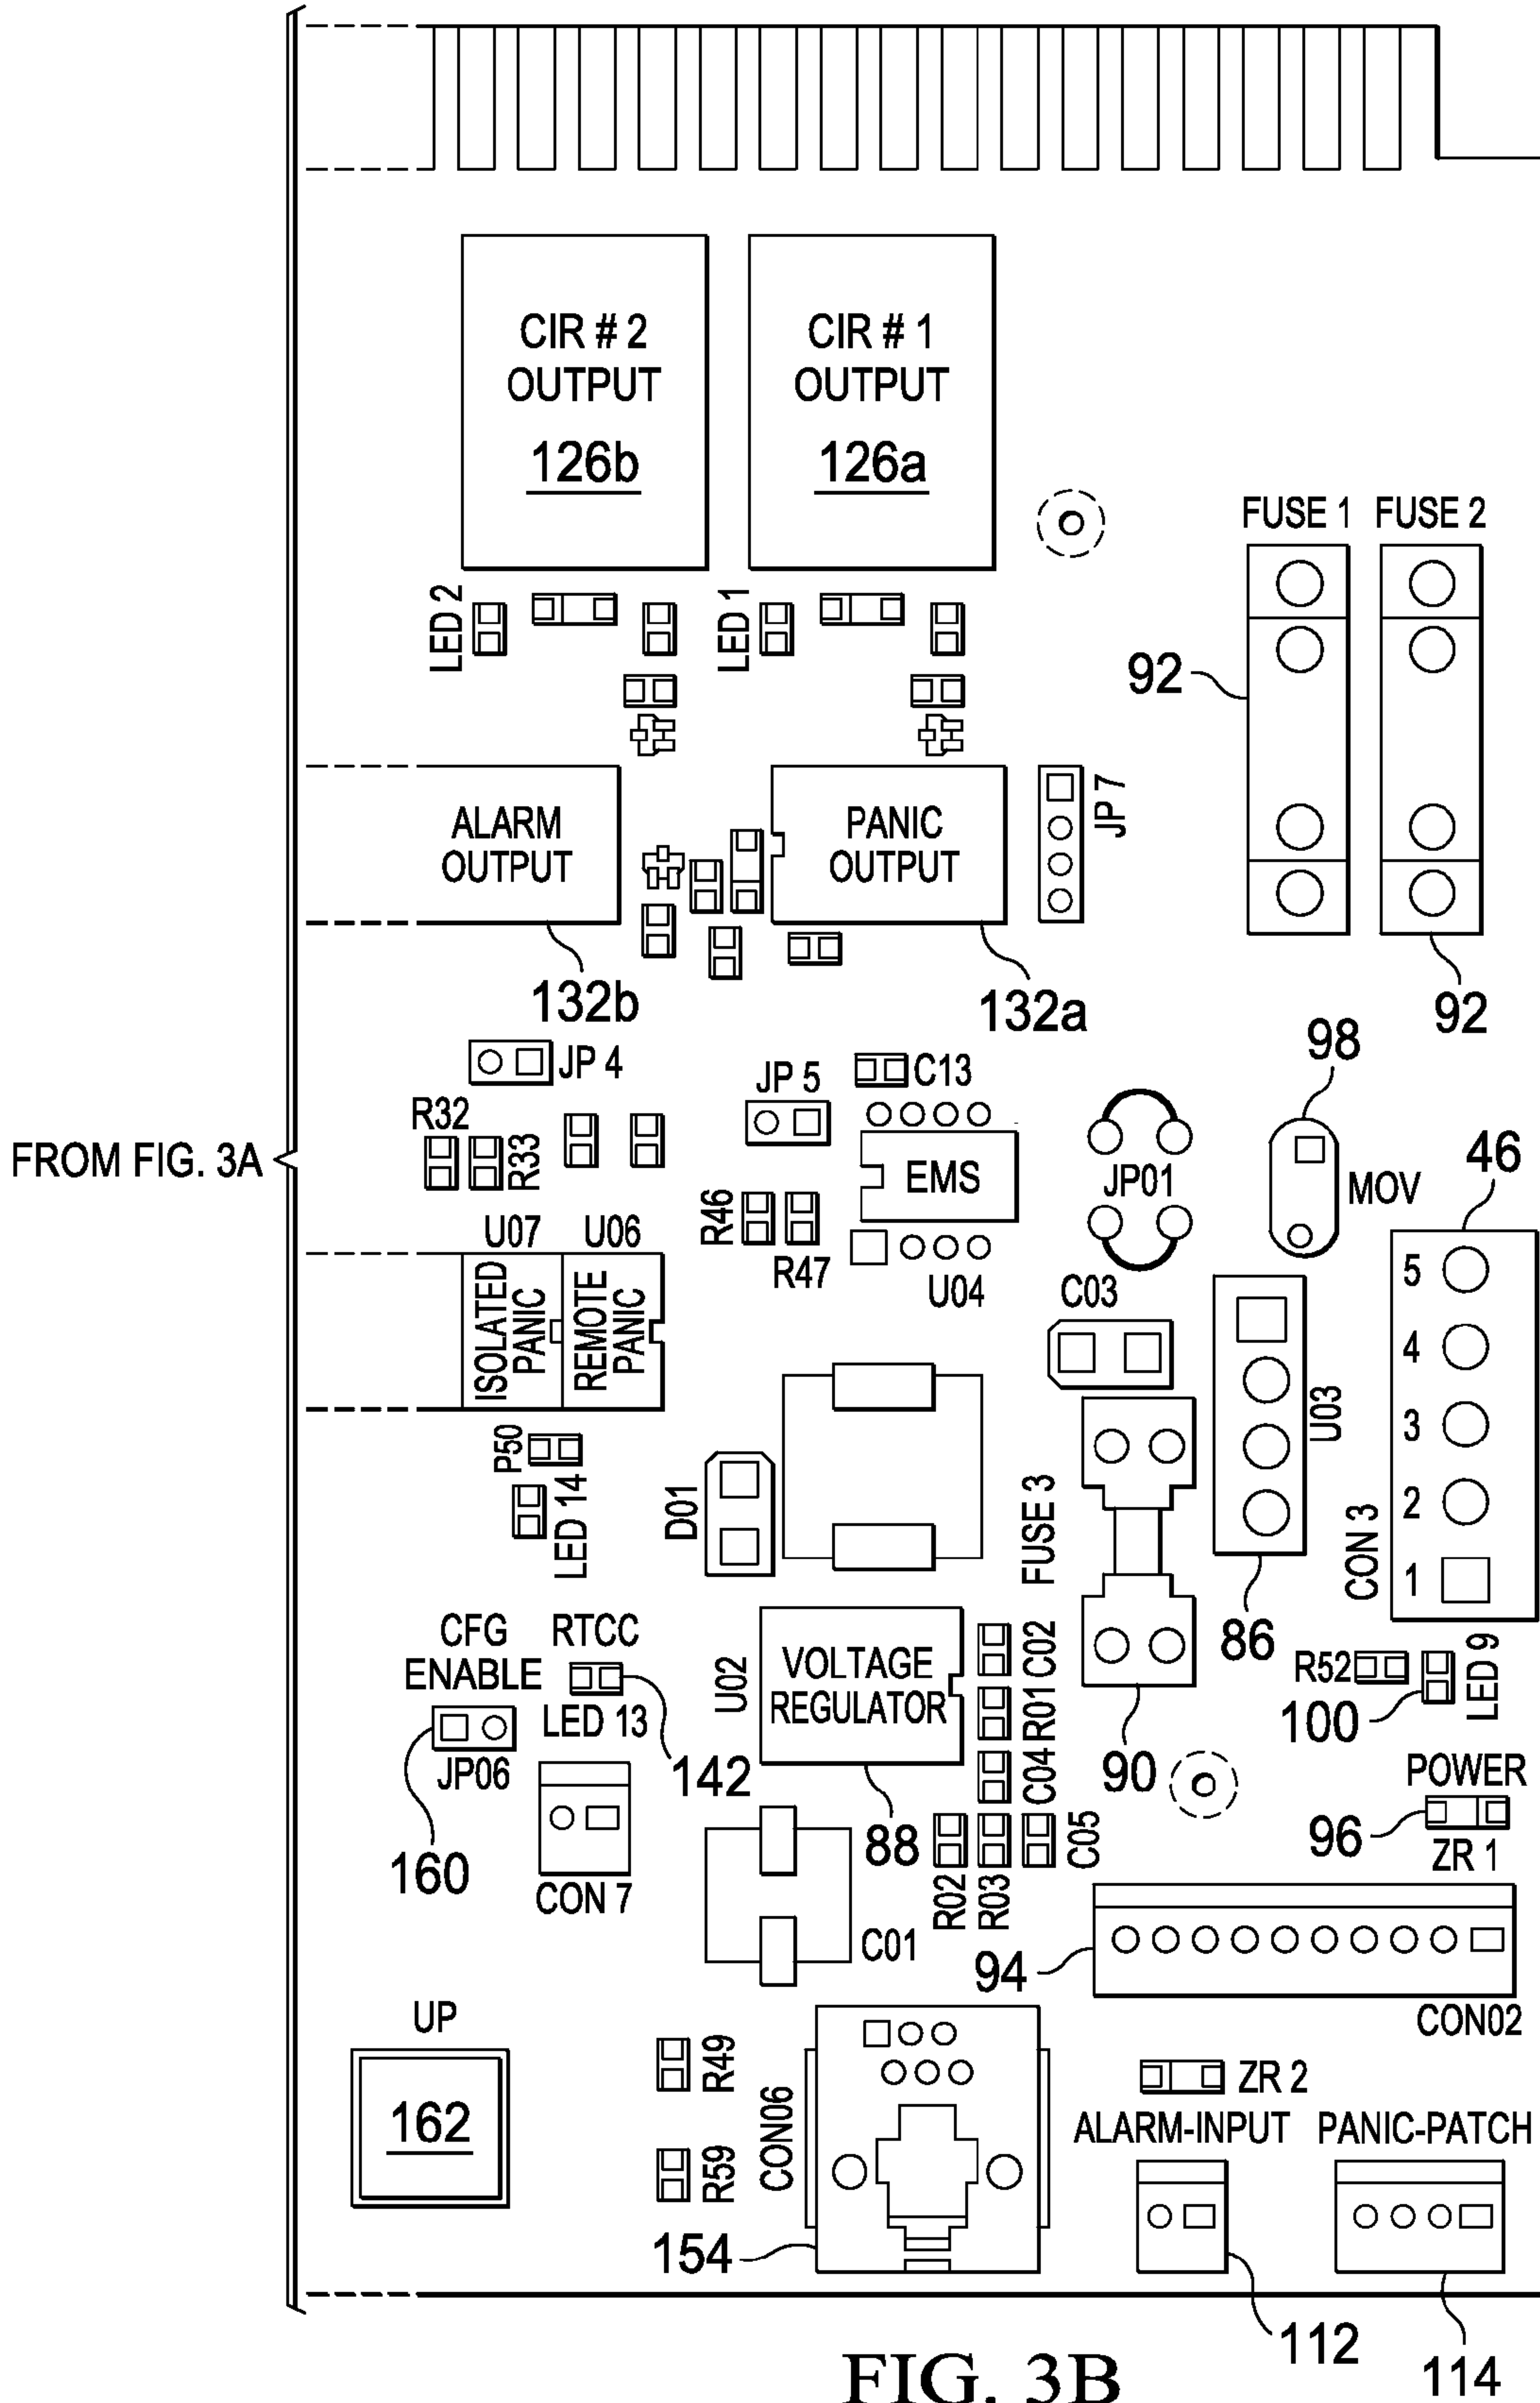 CIR # 2
OUTPUT
126b
CIR # 1
OUTPUT
126a
FUSE 1
FUSE 2
LED 2
LED 1
92
ALARM
OUTPUT
PANIC
OUTPUT
JP 7
132b
132a
92
98
JP 4
JP 5
C13
R32
R33
FROM FIG. 3A
EMS
JP01
MOV
46
R46
R47
U04
U07
U06
ISOLATED
PANIC
REMOTE
PANIC
C03
U03
5
4
3
2
1
CON 3
P50
LED 14
D01
FUSE 3
86
CFG
ENABLE
RTCC
LED 13
JP06
142
160
U02
VOLTAGE
REGULATOR
C02
R01
C04
90
R52
LED 9
100
POWER
96
ZR 1
88
R02
R03
C05
CON 7
C01
94
CON02
UP
162
R49
R59
CON06
154
ZR 2
ALARM-INPUT
PANIC-PATCH
112
114
FIG. 3B